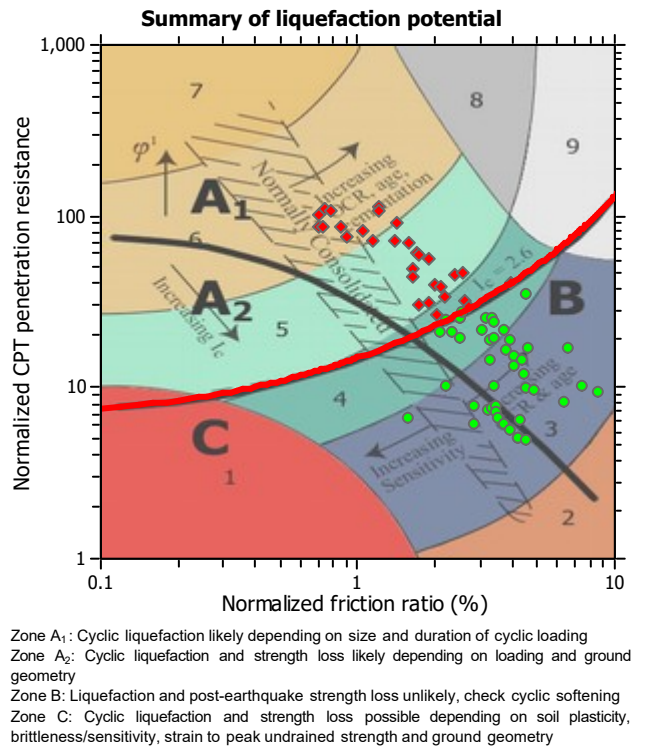 Summary of liquefaction potential
Normalized CPT penetration resistance
1,000
100
10
1
0.1
1
10
Normalized friction ratio (%)
7
8
9
φ'
A1
6
Increasing
OCR, age,
cementation
Normally Consolidated
A2
Increasing Ic
Ic = 2.6
B
5
4
C
1
Increasing
OCR & age
3
Increasing
Sensitivity
2
Zone A1: Cyclic liquefaction likely depending on size and duration of cyclic loading
Zone A2: Cyclic liquefaction and strength loss likely depending on loading and ground
geometry
Zone B: Liquefaction and post-earthquake strength loss unlikely, check cyclic softening
Zone C: Cyclic liquefaction and strength loss possible depending on soil plasticity,
brittleness/sensitivity, strain to peak undrained strength and ground geometry